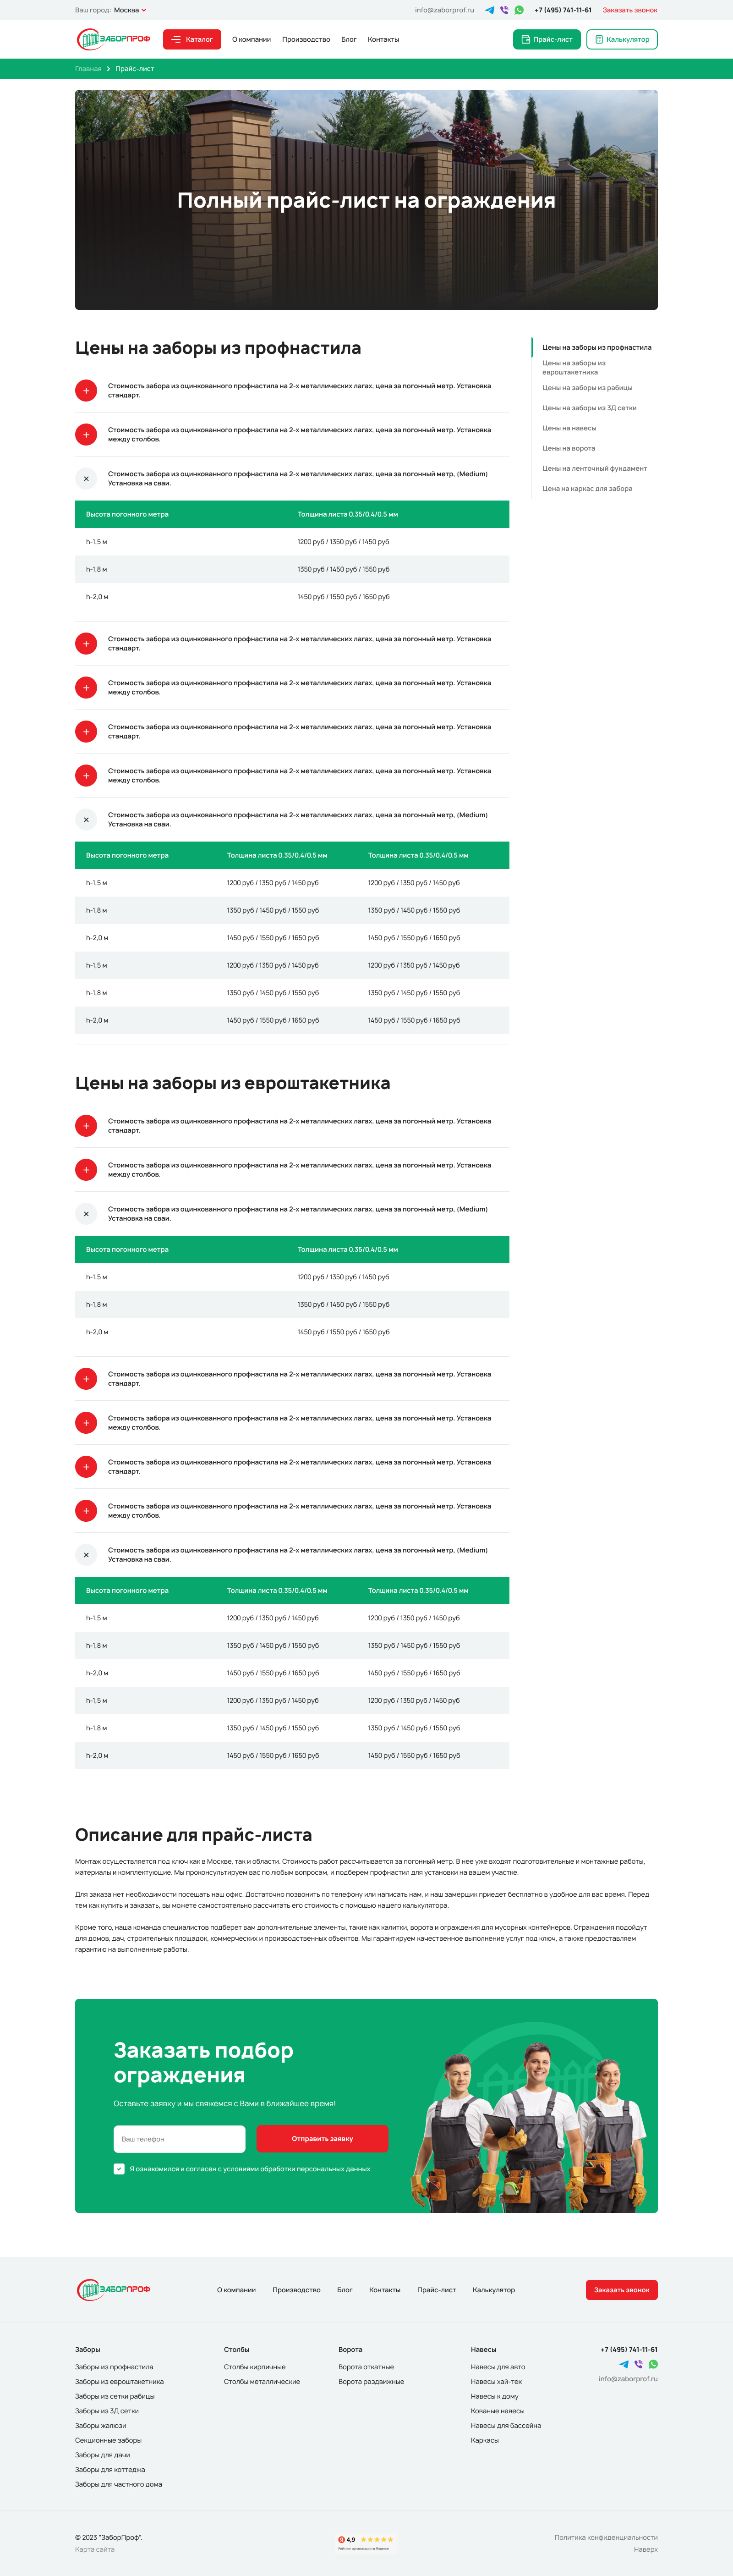 Ваш город: Москва
info@zaborprof.ru
+7 (495) 741-11-61
Заказать звонок
ЗАБОРПРОФ
Каталог
О компании
Производство
Блог
Контакты
Прайс-лист
Калькулятор
Главная > Прайс-лист
Полный прайс-лист на ограждения
Цены на заборы из профнастила
Стоимость забора из оцинкованного профнастила на 2-х металлических лагах, цена за погонный метр. Установка
стандарт.
Стоимость забора из оцинкованного профнастила на 2-х металлических лагах, цена за погонный метр. Установка
между столбов.
Стоимость забора из оцинкованного профнастила на 2-х металлических лагах, цена за погонный метр, (Medium)
Установка на сваи.
Высота погонного метра
Толщина листа 0.35/0.4/0.5 мм
h-1,5 м
1200 руб / 1350 руб / 1450 руб
h-1,8 м
1350 руб / 1450 руб / 1550 руб
h-2,0 м
1450 руб / 1550 руб / 1650 руб
Стоимость забора из оцинкованного профнастила на 2-х металлических лагах, цена за погонный метр. Установка
стандарт.
Стоимость забора из оцинкованного профнастила на 2-х металлических лагах, цена за погонный метр. Установка
между столбов.
Стоимость забора из оцинкованного профнастила на 2-х металлических лагах, цена за погонный метр. Установка
стандарт.
Стоимость забора из оцинкованного профнастила на 2-х металлических лагах, цена за погонный метр. Установка
между столбов.
Стоимость забора из оцинкованного профнастила на 2-х металлических лагах, цена за погонный метр, (Medium)
Установка на сваи.
Высота погонного метра
Толщина листа 0.35/0.4/0.5 мм
Толщина листа 0.35/0.4/0.5 мм
h-1,5 м
1200 руб / 1350 руб / 1450 руб
1200 руб / 1350 руб / 1450 руб
h-1,8 м
1350 руб / 1450 руб / 1550 руб
1350 руб / 1450 руб / 1550 руб
h-2,0 м
1450 руб / 1550 руб / 1650 руб
1450 руб / 1550 руб / 1650 руб
h-1,5 м
1200 руб / 1350 руб / 1450 руб
1200 руб / 1350 руб / 1450 руб
h-1,8 м
1350 руб / 1450 руб / 1550 руб
1350 руб / 1450 руб / 1550 руб
h-2,0 м
1450 руб / 1550 руб / 1650 руб
1450 руб / 1550 руб / 1650 руб
Цены на заборы из профнастила
Цены на заборы из
евроштакетника
Цены на заборы из рабицы
Цены на заборы из 3Д сетки
Цены на навесы
Цены на ворота
Цены на ленточный фундамент
Цена на каркас для забора
Цены на заборы из евроштакетника
Стоимость забора из оцинкованного профнастила на 2-х металлических лагах, цена за погонный метр. Установка
стандарт.
Стоимость забора из оцинкованного профнастила на 2-х металлических лагах, цена за погонный метр. Установка
между столбов.
Стоимость забора из оцинкованного профнастила на 2-х металлических лагах, цена за погонный метр, (Medium)
Установка на сваи.
Высота погонного метра
Толщина листа 0.35/0.4/0.5 мм
h-1,5 м
1200 руб / 1350 руб / 1450 руб
h-1,8 м
1350 руб / 1450 руб / 1550 руб
h-2,0 м
1450 руб / 1550 руб / 1650 руб
Стоимость забора из оцинкованного профнастила на 2-х металлических лагах, цена за погонный метр. Установка
стандарт.
Стоимость забора из оцинкованного профнастила на 2-х металлических лагах, цена за погонный метр. Установка
между столбов.
Стоимость забора из оцинкованного профнастила на 2-х металлических лагах, цена за погонный метр. Установка
стандарт.
Стоимость забора из оцинкованного профнастила на 2-х металлических лагах, цена за погонный метр. Установка
между столбов.
Стоимость забора из оцинкованного профнастила на 2-х металлических лагах, цена за погонный метр, (Medium)
Установка на сваи.
Высота погонного метра
Толщина листа 0.35/0.4/0.5 мм
Толщина листа 0.35/0.4/0.5 мм
h-1,5 м
1200 руб / 1350 руб / 1450 руб
1200 руб / 1350 руб / 1450 руб
h-1,8 м
1350 руб / 1450 руб / 1550 руб
1350 руб / 1450 руб / 1550 руб
h-2,0 м
1450 руб / 1550 руб / 1650 руб
1450 руб / 1550 руб / 1650 руб
h-1,5 м
1200 руб / 1350 руб / 1450 руб
1200 руб / 1350 руб / 1450 руб
h-1,8 м
1350 руб / 1450 руб / 1550 руб
1350 руб / 1450 руб / 1550 руб
h-2,0 м
1450 руб / 1550 руб / 1650 руб
1450 руб / 1550 руб / 1650 руб
Описание для прайс-листа
Монтаж осуществляется под ключ как в Москве, так и области. Стоимость работ рассчитывается за погонный метр. В нее уже входят подготовительные и монтажные работы,
материалы и комплектующие. Мы проконсультируем вас по любым вопросам, и подберем профнастил для установки на вашем участке.
Для заказа нет необходимости посещать наш офис. Достаточно позвонить по телефону или написать нам, и наш замерщик приедет бесплатно в удобное для вас время. Перед
тем как купить и заказать, вы можете самостоятельно рассчитать его стоимость с помощью нашего калькулятора.
Кроме того, наша команда специалистов подберет вам дополнительные элементы, такие как калитки, ворота и ограждения для мусорных контейнеров. Ограждения подойдут
для домов, дач, строительных площадок, коммерческих и производственных объектов. Мы гарантируем качественное выполнение услуг под ключ, а также предоставляем
гарантию на выполненные работы.
Заказать подбор
ограждения
Оставьте заявку и мы свяжемся с Вами в ближайшее время!
Ваш телефон
Отправить заявку
Я ознакомился и согласен с условиями обработки персональных данных
ЗАБОРПРОФ
О компании
Производство
Блог
Контакты
Прайс-лист
Калькулятор
Заказать звонок
Заборы
Заборы из профнастила
Заборы из евроштакетника
Заборы из сетки рабицы
Заборы из 3Д сетки
Заборы жалюзи
Секционные заборы
Заборы для дачи
Заборы для коттеджа
Заборы для частного дома
Столбы
Столбы кирпичные
Столбы металлические
Ворота
Ворота откатные
Ворота раздвижные
Навесы
Навесы для авто
Навесы хай-тек
Навесы к дому
Кованые навесы
Навесы для бассейна
Каркасы
+7 (495) 741-11-61
info@zaborprof.ru
© 2023 "ЗаборПроф".
Карта сайта
4,9
Рейтинг организации в Яндексе
Политика конфиденциальности
Наверх